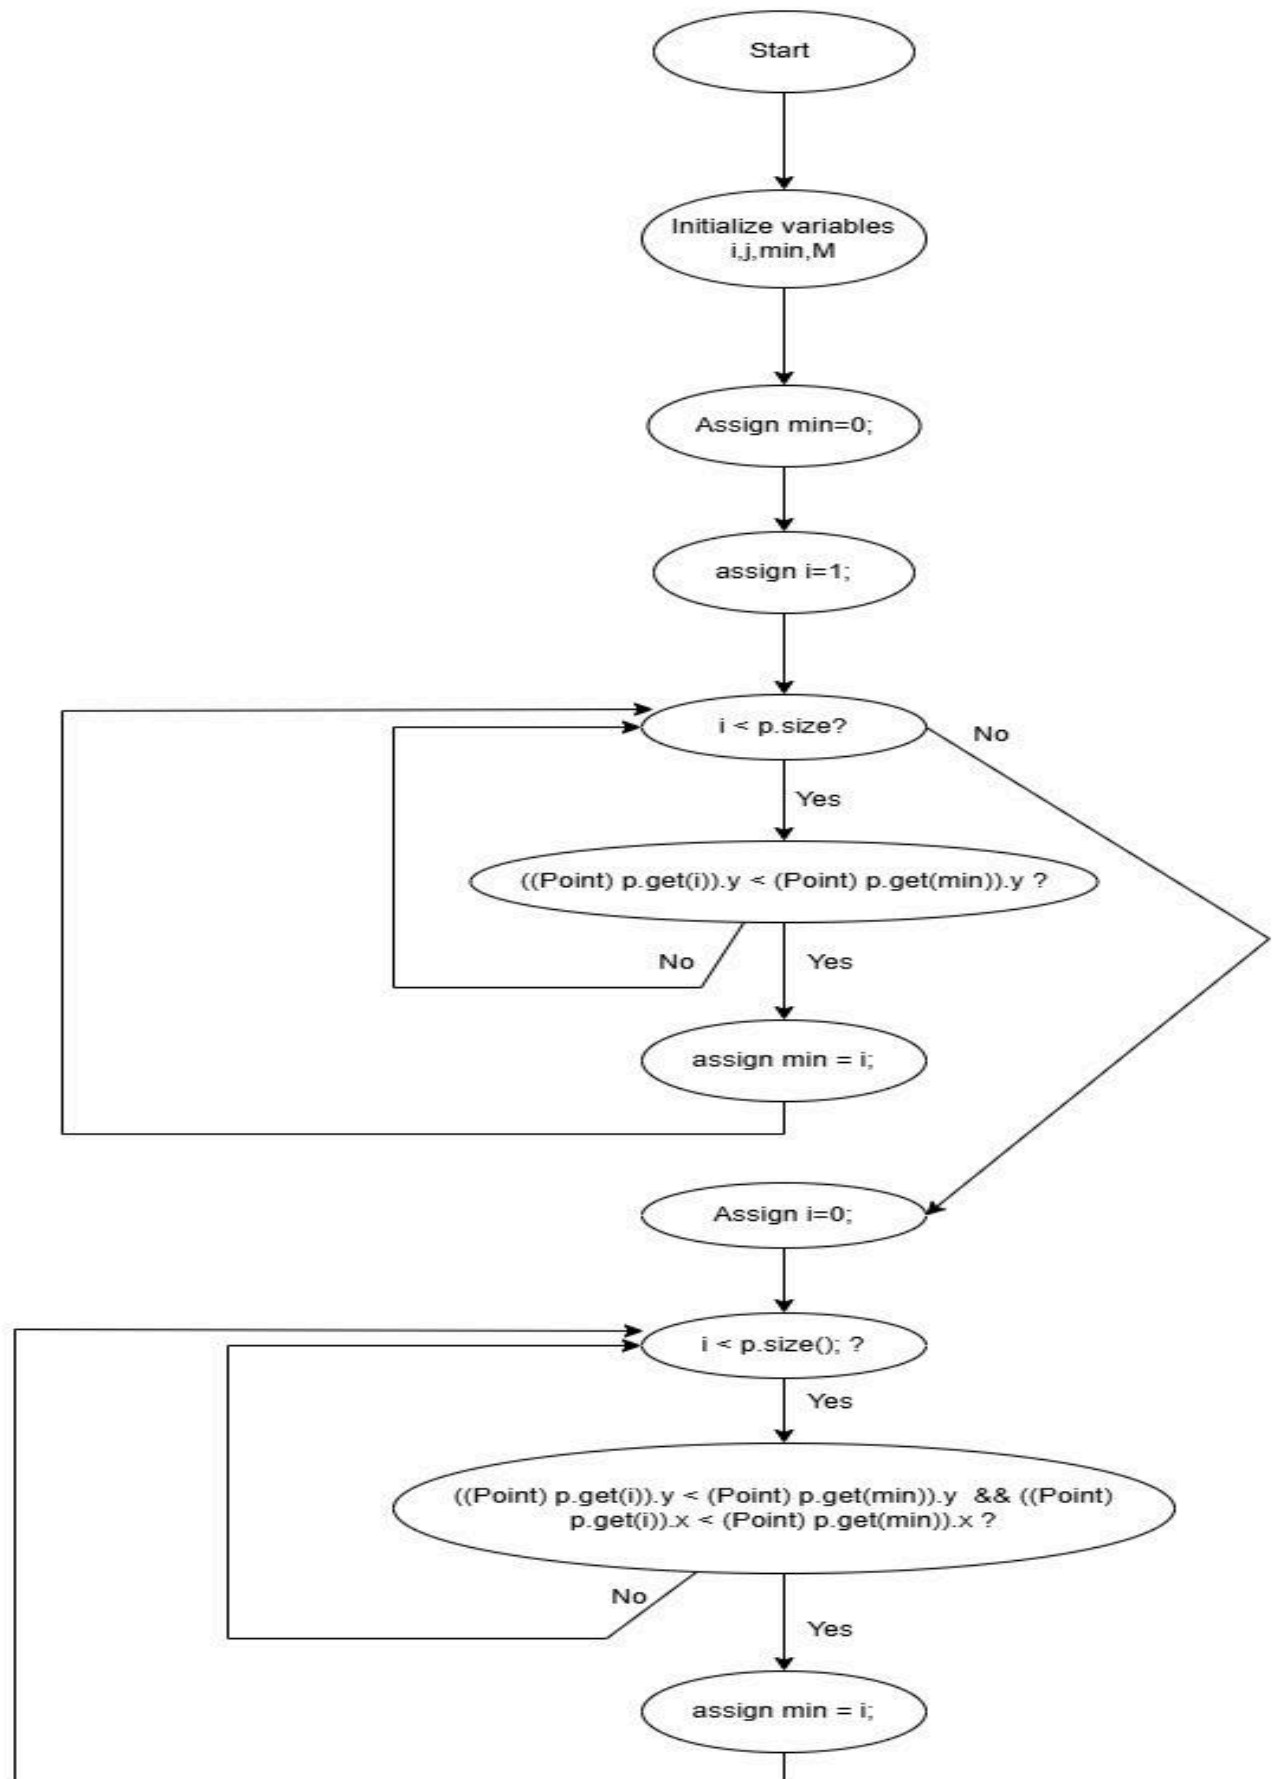 Start
Initialize variables
i,j,min,M
Assign min=0;
assign i=1;
i < p.size?
No
Yes
((Point) p.get(i)).y < (Point) p.get(min)).y ?
No
Yes
assign min = i;
Assign i=0;
i < p.size(); ?
Yes
((Point) p.get(i)).y < (Point) p.get(min)).y && ((Point)
p.get(i)).x < (Point) p.get(min)).x ?
No
Yes
assign min = i;